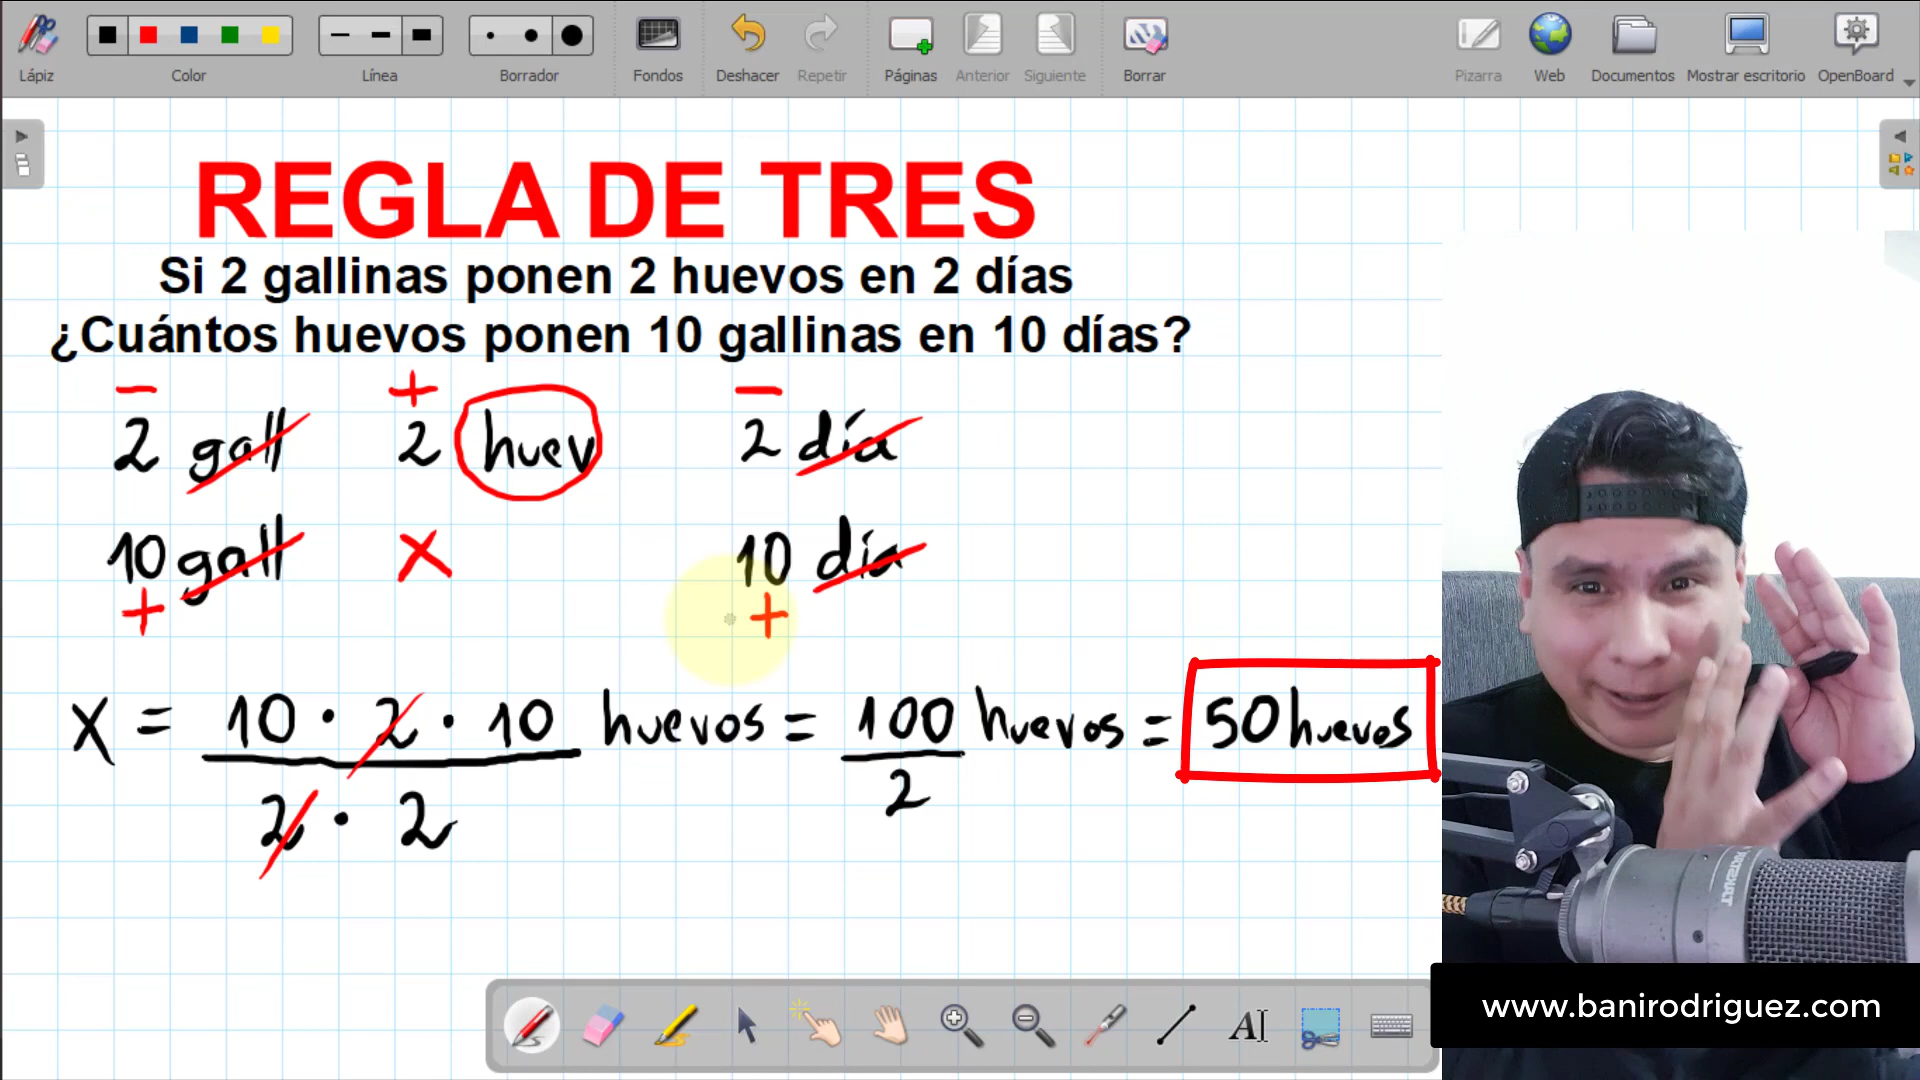 Lápiz Color Línea Borrador Fondos Deshacer Repetir Páginas Anterior Siguiente Borrar Pizarra Web Documentos Mostrar escritorio OpenBoard
REGLA DE TRES
Si 2 gallinas ponen 2 huevos en 2 días
¿Cuántos huevos ponen 10 gallinas en 10 días?
− + −
2 gall 2 huev 2 día
10 gall x 10 día
+ +
x = 10 · 2 · 10 huevos = 100 huevos = 50 huevos
2 · 2 2
AI
www.banirodriguez.com